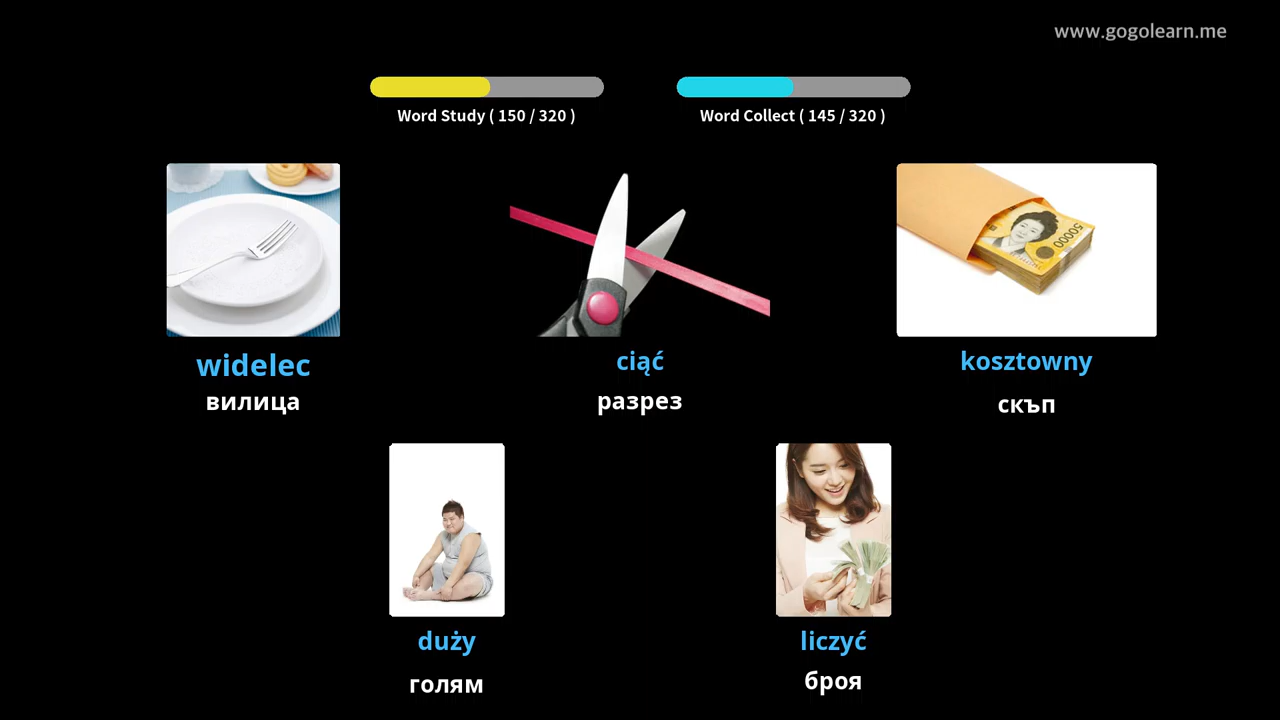 www.gogolearn.me
Word Study ( 150 / 320 )
Word Collect ( 145 / 320 )
50000
widelec
вилица
ciąć
разрез
kosztowny
скъп
duży
голям
liczyć
броя